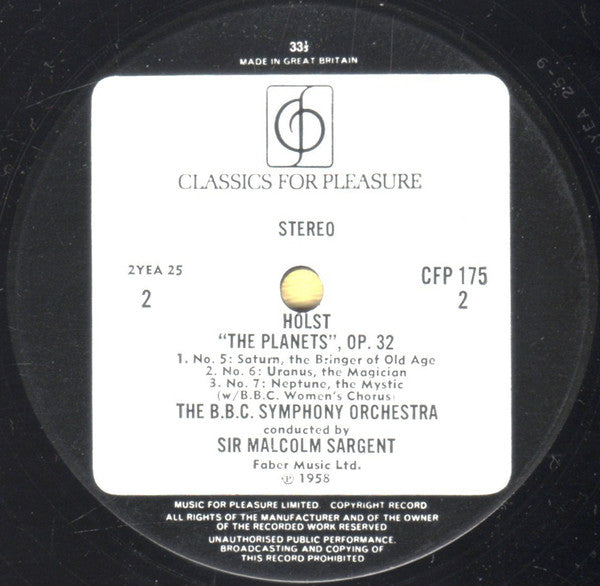 33⅓
MADE IN GREAT BRITAIN
CLASSICS FOR PLEASURE
STEREO
2YEA 25
2
CFP 175
2
HOLST
“THE PLANETS”, OP. 32
1. No. 5: Saturn, the Bringer of Old Age
2. No. 6: Uranus, the Magician
3. No. 7: Neptune, the Mystic
(w/B.B.C. Women's Chorus)
THE B.B.C. SYMPHONY ORCHESTRA
conducted by
SIR MALCOLM SARGENT
Faber Music Ltd.
℗ 1958
MUSIC FOR PLEASURE LIMITED. COPYRIGHT RECORD
ALL RIGHTS OF THE MANUFACTURER AND OF THE OWNER
OF THE RECORDED WORK RESERVED
UNAUTHORISED PUBLIC PERFORMANCE,
BROADCASTING AND COPYING OF
THIS RECORD PROHIBITED
2YEA 25-9